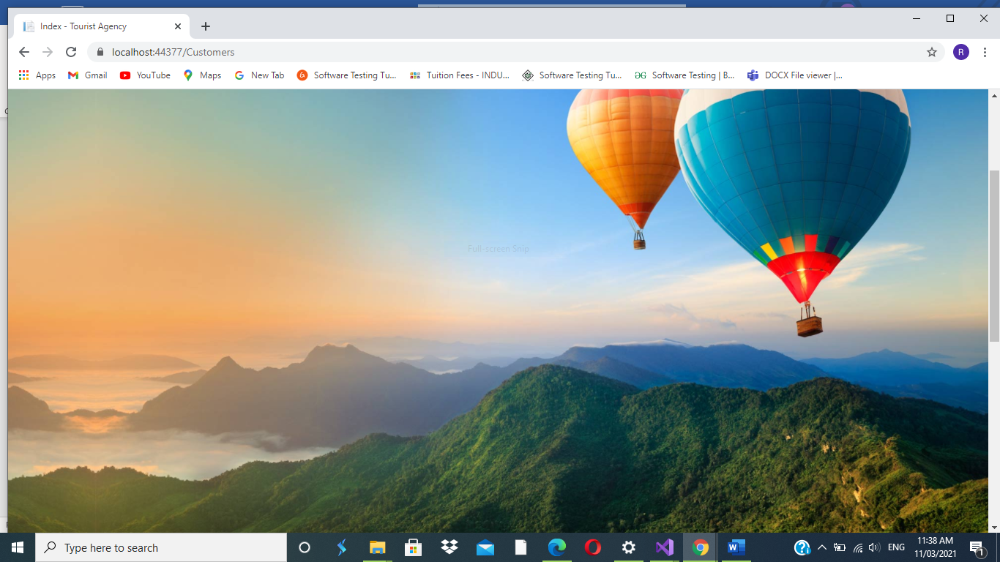 Index - Tourist Agency
localhost:44377/Customers
R
Apps Gmail YouTube Maps New Tab Software Testing Tu... Tuition Fees - INDU... Software Testing Tu... Software Testing | B... DOCX File viewer |...
Full-screen Snip
Type here to search
ENG
11:38 AM
11/03/2021
1